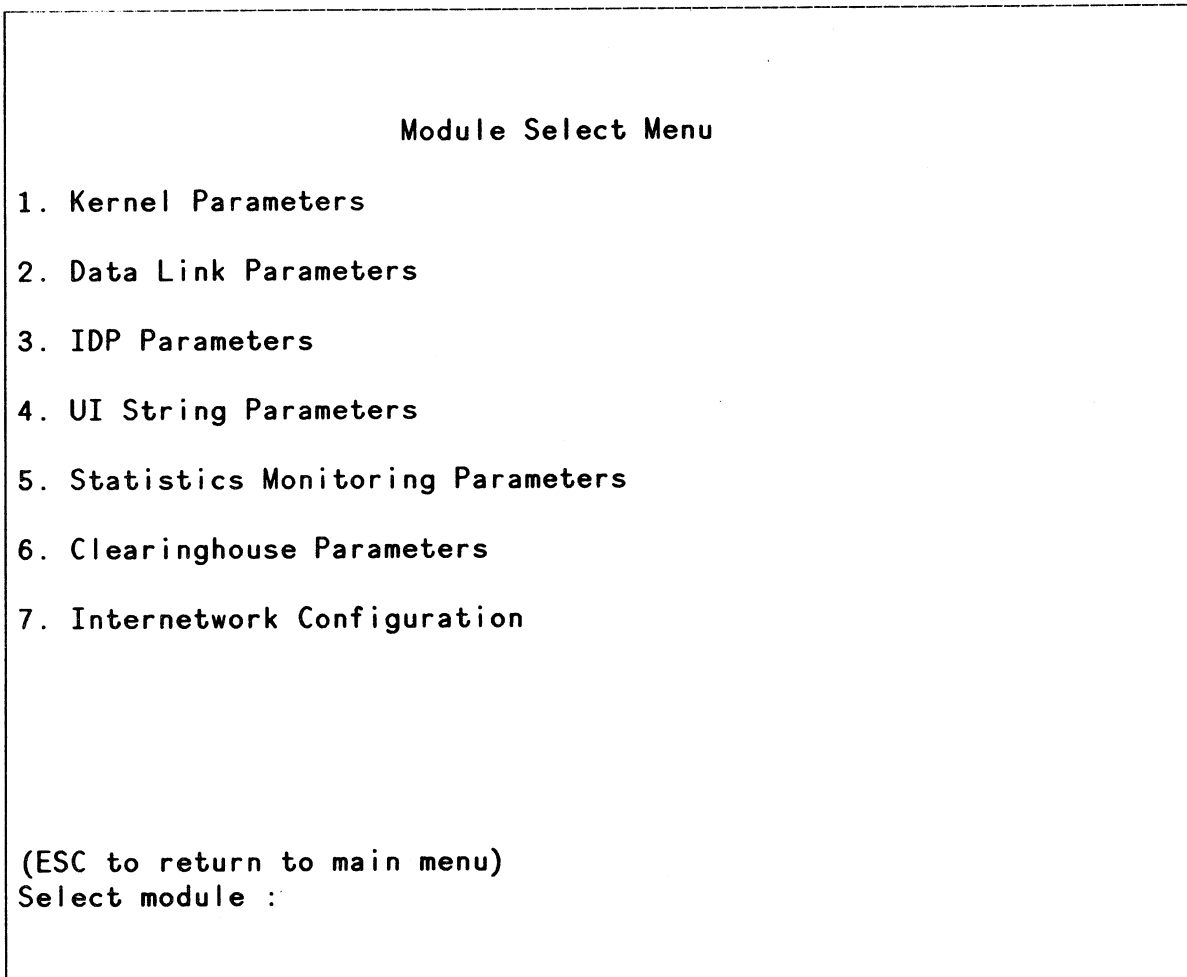 Module Select Menu
1. Kernel Parameters
2. Data Link Parameters
3. IDP Parameters
4. UI String Parameters
5. Statistics Monitoring Parameters
6. Clearinghouse Parameters
7. Internetwork Configuration
(ESC to return to main menu)
Select module :